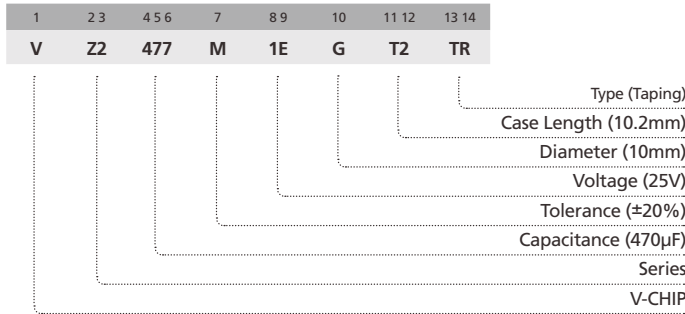 1 2 3 4 5 6 7 8 9 10 11 12 13 14
V Z2 477 M 1E G T2 TR
Type (Taping)
Case Length (10.2mm)
Diameter (10mm)
Voltage (25V)
Tolerance (±20%)
Capacitance (470µF)
Series
V-CHIP